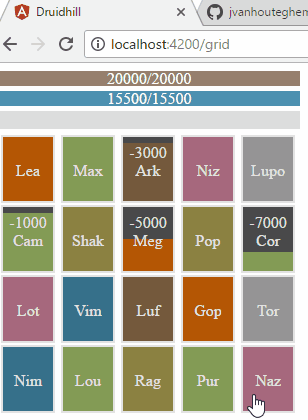 Druidhill
jvanhouteghem
localhost:4200/grid
20000/20000
15500/15500
Lea
Max
-3000
Ark
Niz
Lupo
-1000
Cam
Shak
-5000
Meg
Pop
-7000
Cor
Lot
Vim
Luf
Gop
Tor
Nim
Lou
Rag
Pur
Naz